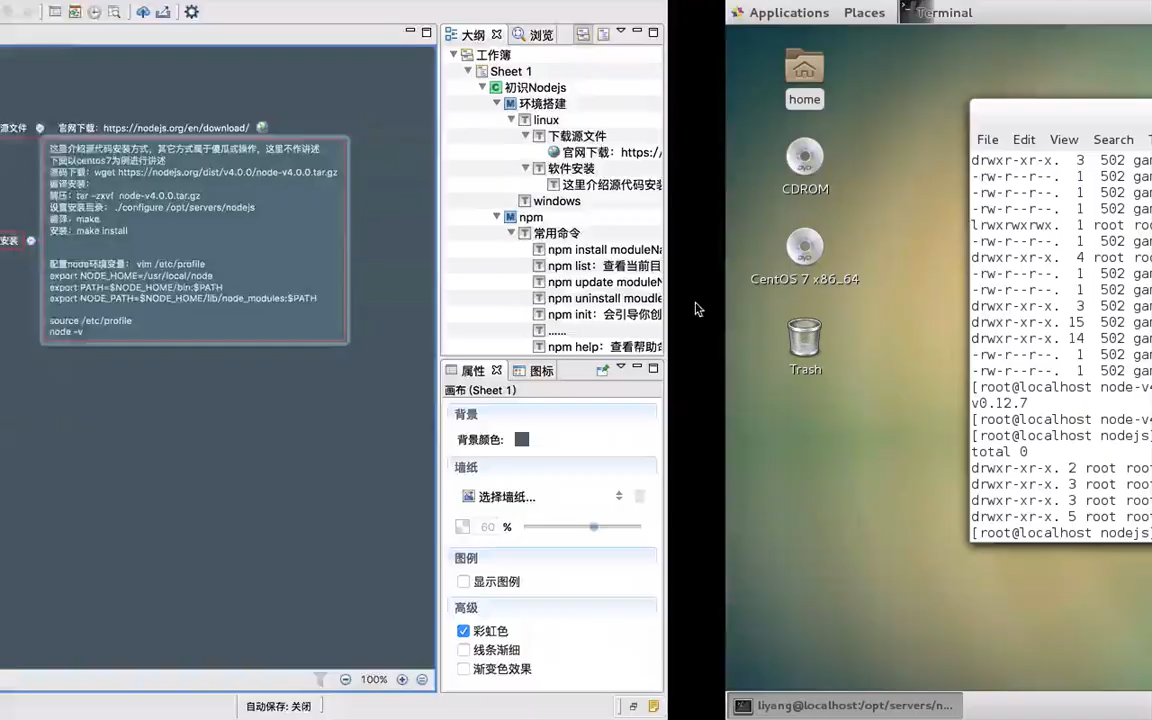 源文件
官网下载：https://nodejs.org/en/download/
这里介绍源代码安装方式，其它方式属于傻瓜式操作，这里不作讲述
下面以centos7为例进行讲述
源码下载：wget https://nodejs.org/dist/v4.0.0/node-v4.0.0.tar.gz
编译安装：
解压：tar -zxvf node-v4.0.0.tar.gz
设置安装目录：./configure /opt/servers/nodejs
编译：make
安装：make install
安装
配置node环境变量： vim /etc/profile
export NODE_HOME=/usr/local/node
export PATH=$NODE_HOME/bin:$PATH
export NODE_PATH=$NODE_HOME/lib/node_modules:$PATH
source /etc/profile
node -v
100%
自动保存: 关闭
大纲
浏览
工作簿
Sheet 1
初识Nodejs
环境搭建
linux
下载源文件
官网下载：https:/
软件安装
这里介绍源代码安装
windows
npm
常用命令
npm install moduleNa
npm list：查看当前目
npm update moduleN
npm uninstall moudle
npm init：会引导你创
......
npm help：查看帮助
属性
图标
画布 (Sheet 1)
背景
背景颜色:
墙纸
选择墙纸...
60 %
图例
显示图例
高级
彩虹色
线条渐细
渐变色效果
Applications Places Terminal
home
CDROM
CentOS 7 x86_64
Trash
File Edit View Search
drwxr-xr-x. 3 502 gam
-rw-r--r--. 1 502 gam
-rw-r--r--. 1 502 gam
-rw-r--r--. 1 502 gam
lrwxrwxrwx. 1 root roo
-rw-r--r--. 1 502 gam
drwxr-xr-x. 4 root roo
-rw-r--r--. 1 502 gam
-rw-r--r--. 1 502 gam
drwxr-xr-x. 3 502 gam
drwxr-xr-x. 15 502 gam
drwxr-xr-x. 14 502 gam
-rw-r--r--. 1 502 gam
-rw-r--r--. 1 502 gam
[root@localhost node-v4
v0.12.7
[root@localhost node-v4
[root@localhost nodejs]
total 0
drwxr-xr-x. 2 root roo
drwxr-xr-x. 3 root roo
drwxr-xr-x. 3 root roo
drwxr-xr-x. 5 root roo
[root@localhost nodejs]
liyang@localhost:/opt/servers/n...